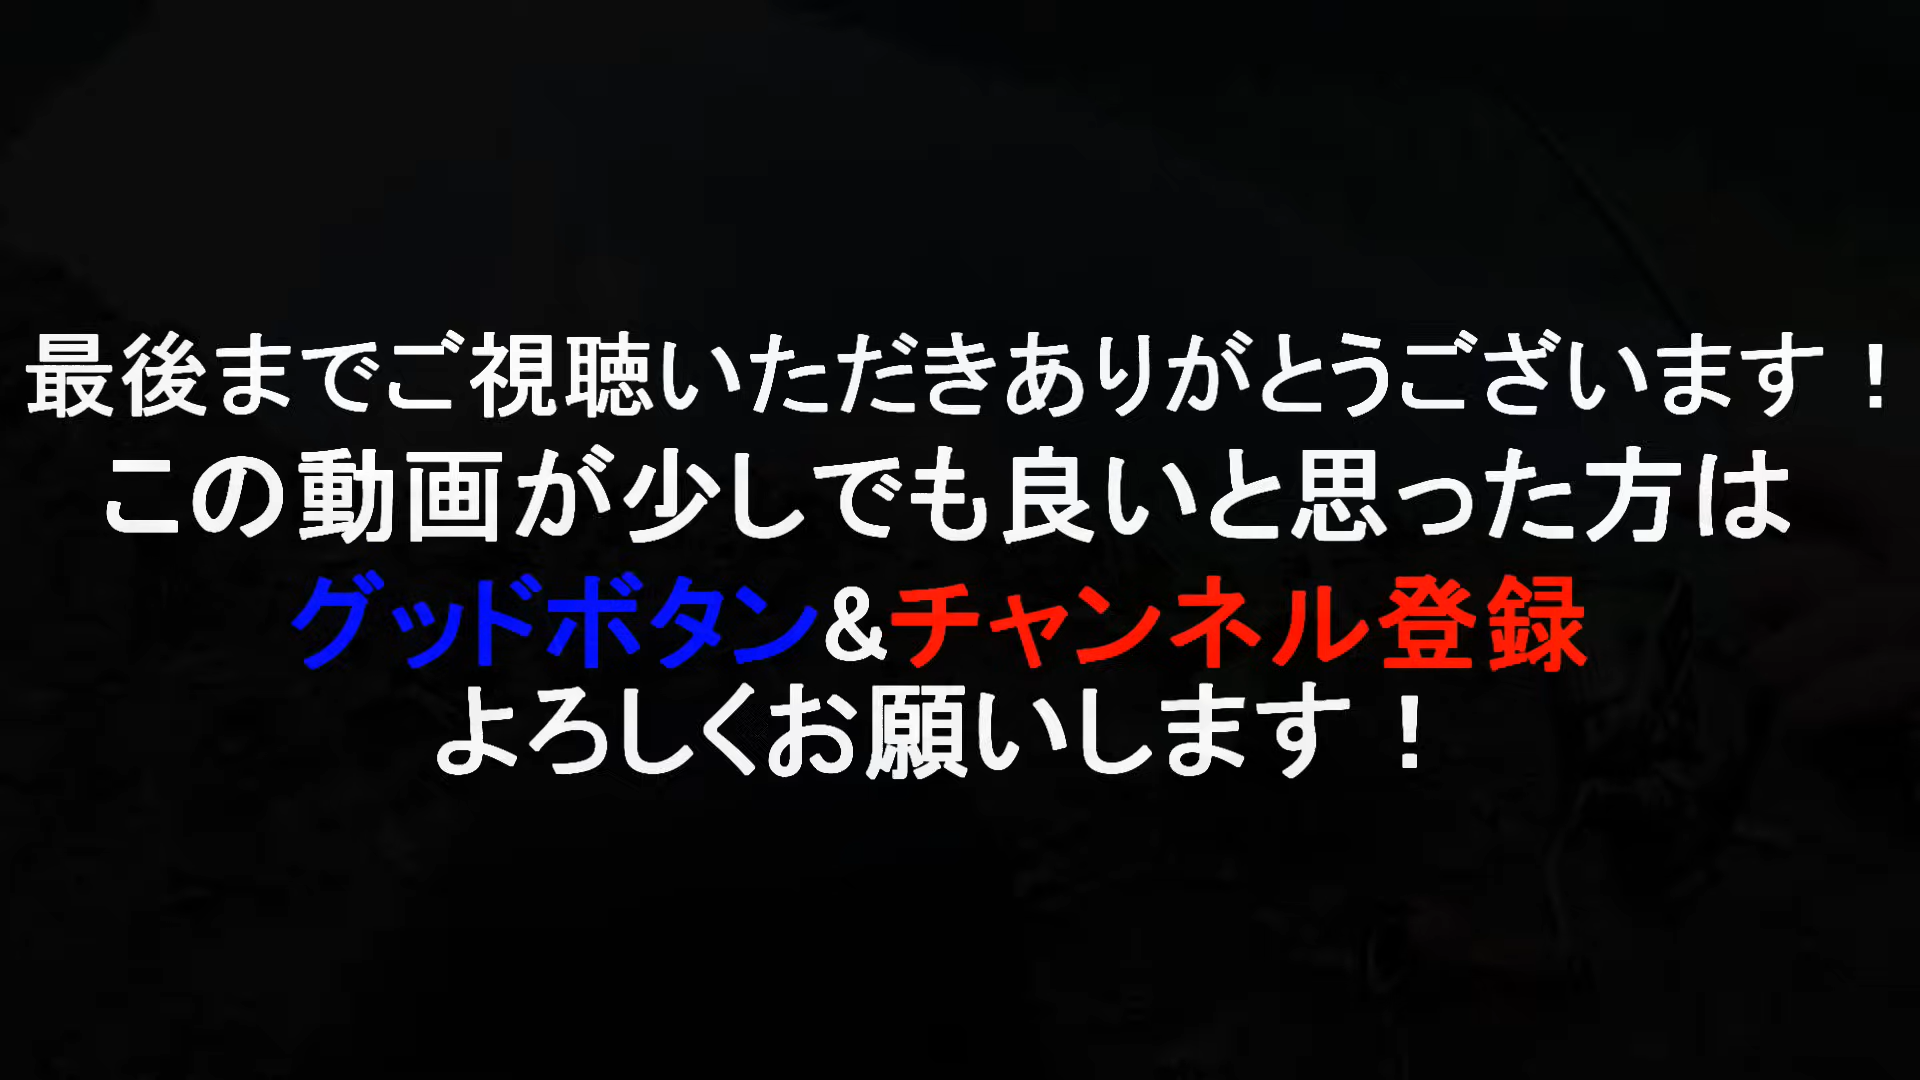 最後までご視聴いただきありがとうございます！
この動画が少しでも良いと思った方は
グッドボタン&チャンネル登録
よろしくお願いします！